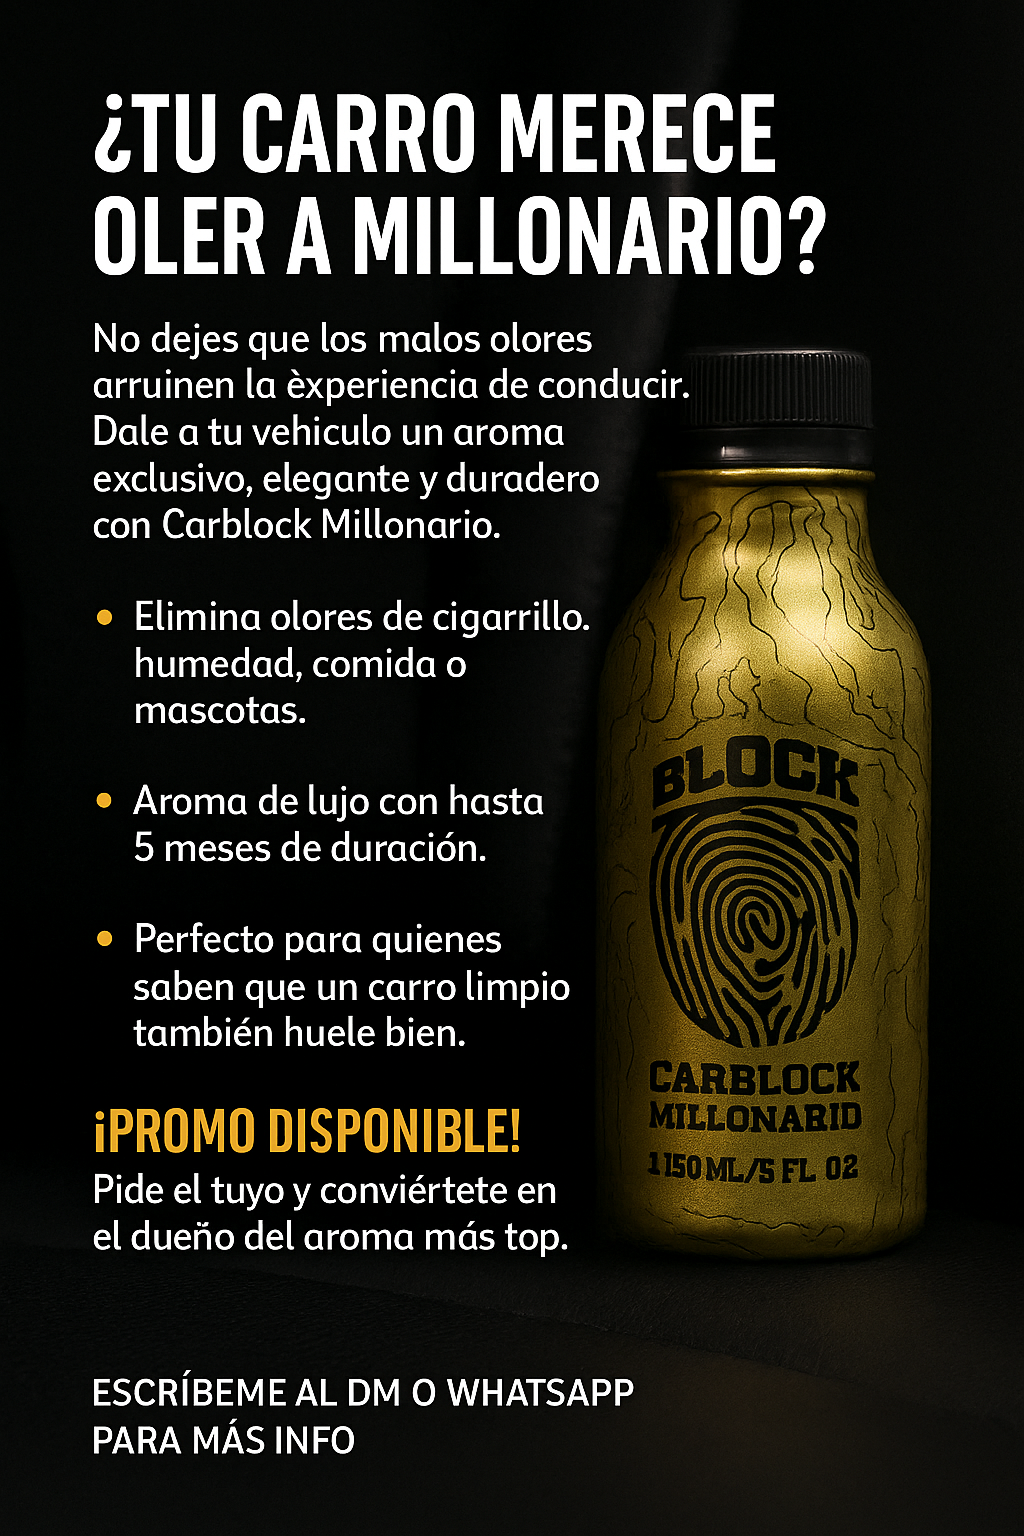 ¿TU CARRO MERECE
OLER A MILLONARIO?
No dejes que los malos olores
arruinen la èxperiencia de conducir.
Dale a tu vehiculo un aroma
exclusivo, elegante y duradero
con Carblock Millonario.
• Elimina olores de cigarrillo.
humedad, comida o
mascotas.
• Aroma de lujo con hasta
5 meses de duración.
• Perfecto para quienes
saben que un carro limpio
también huele bien.
¡PROMO DISPONIBLE!
Pide el tuyo y conviértete en
el dueño del aroma más top.
ESCRÍBEME AL DM O WHATSAPP
PARA MÁS INFO
BLOCK
CARBLOCK
MILLONARID
1 150 ML/5 FL 02